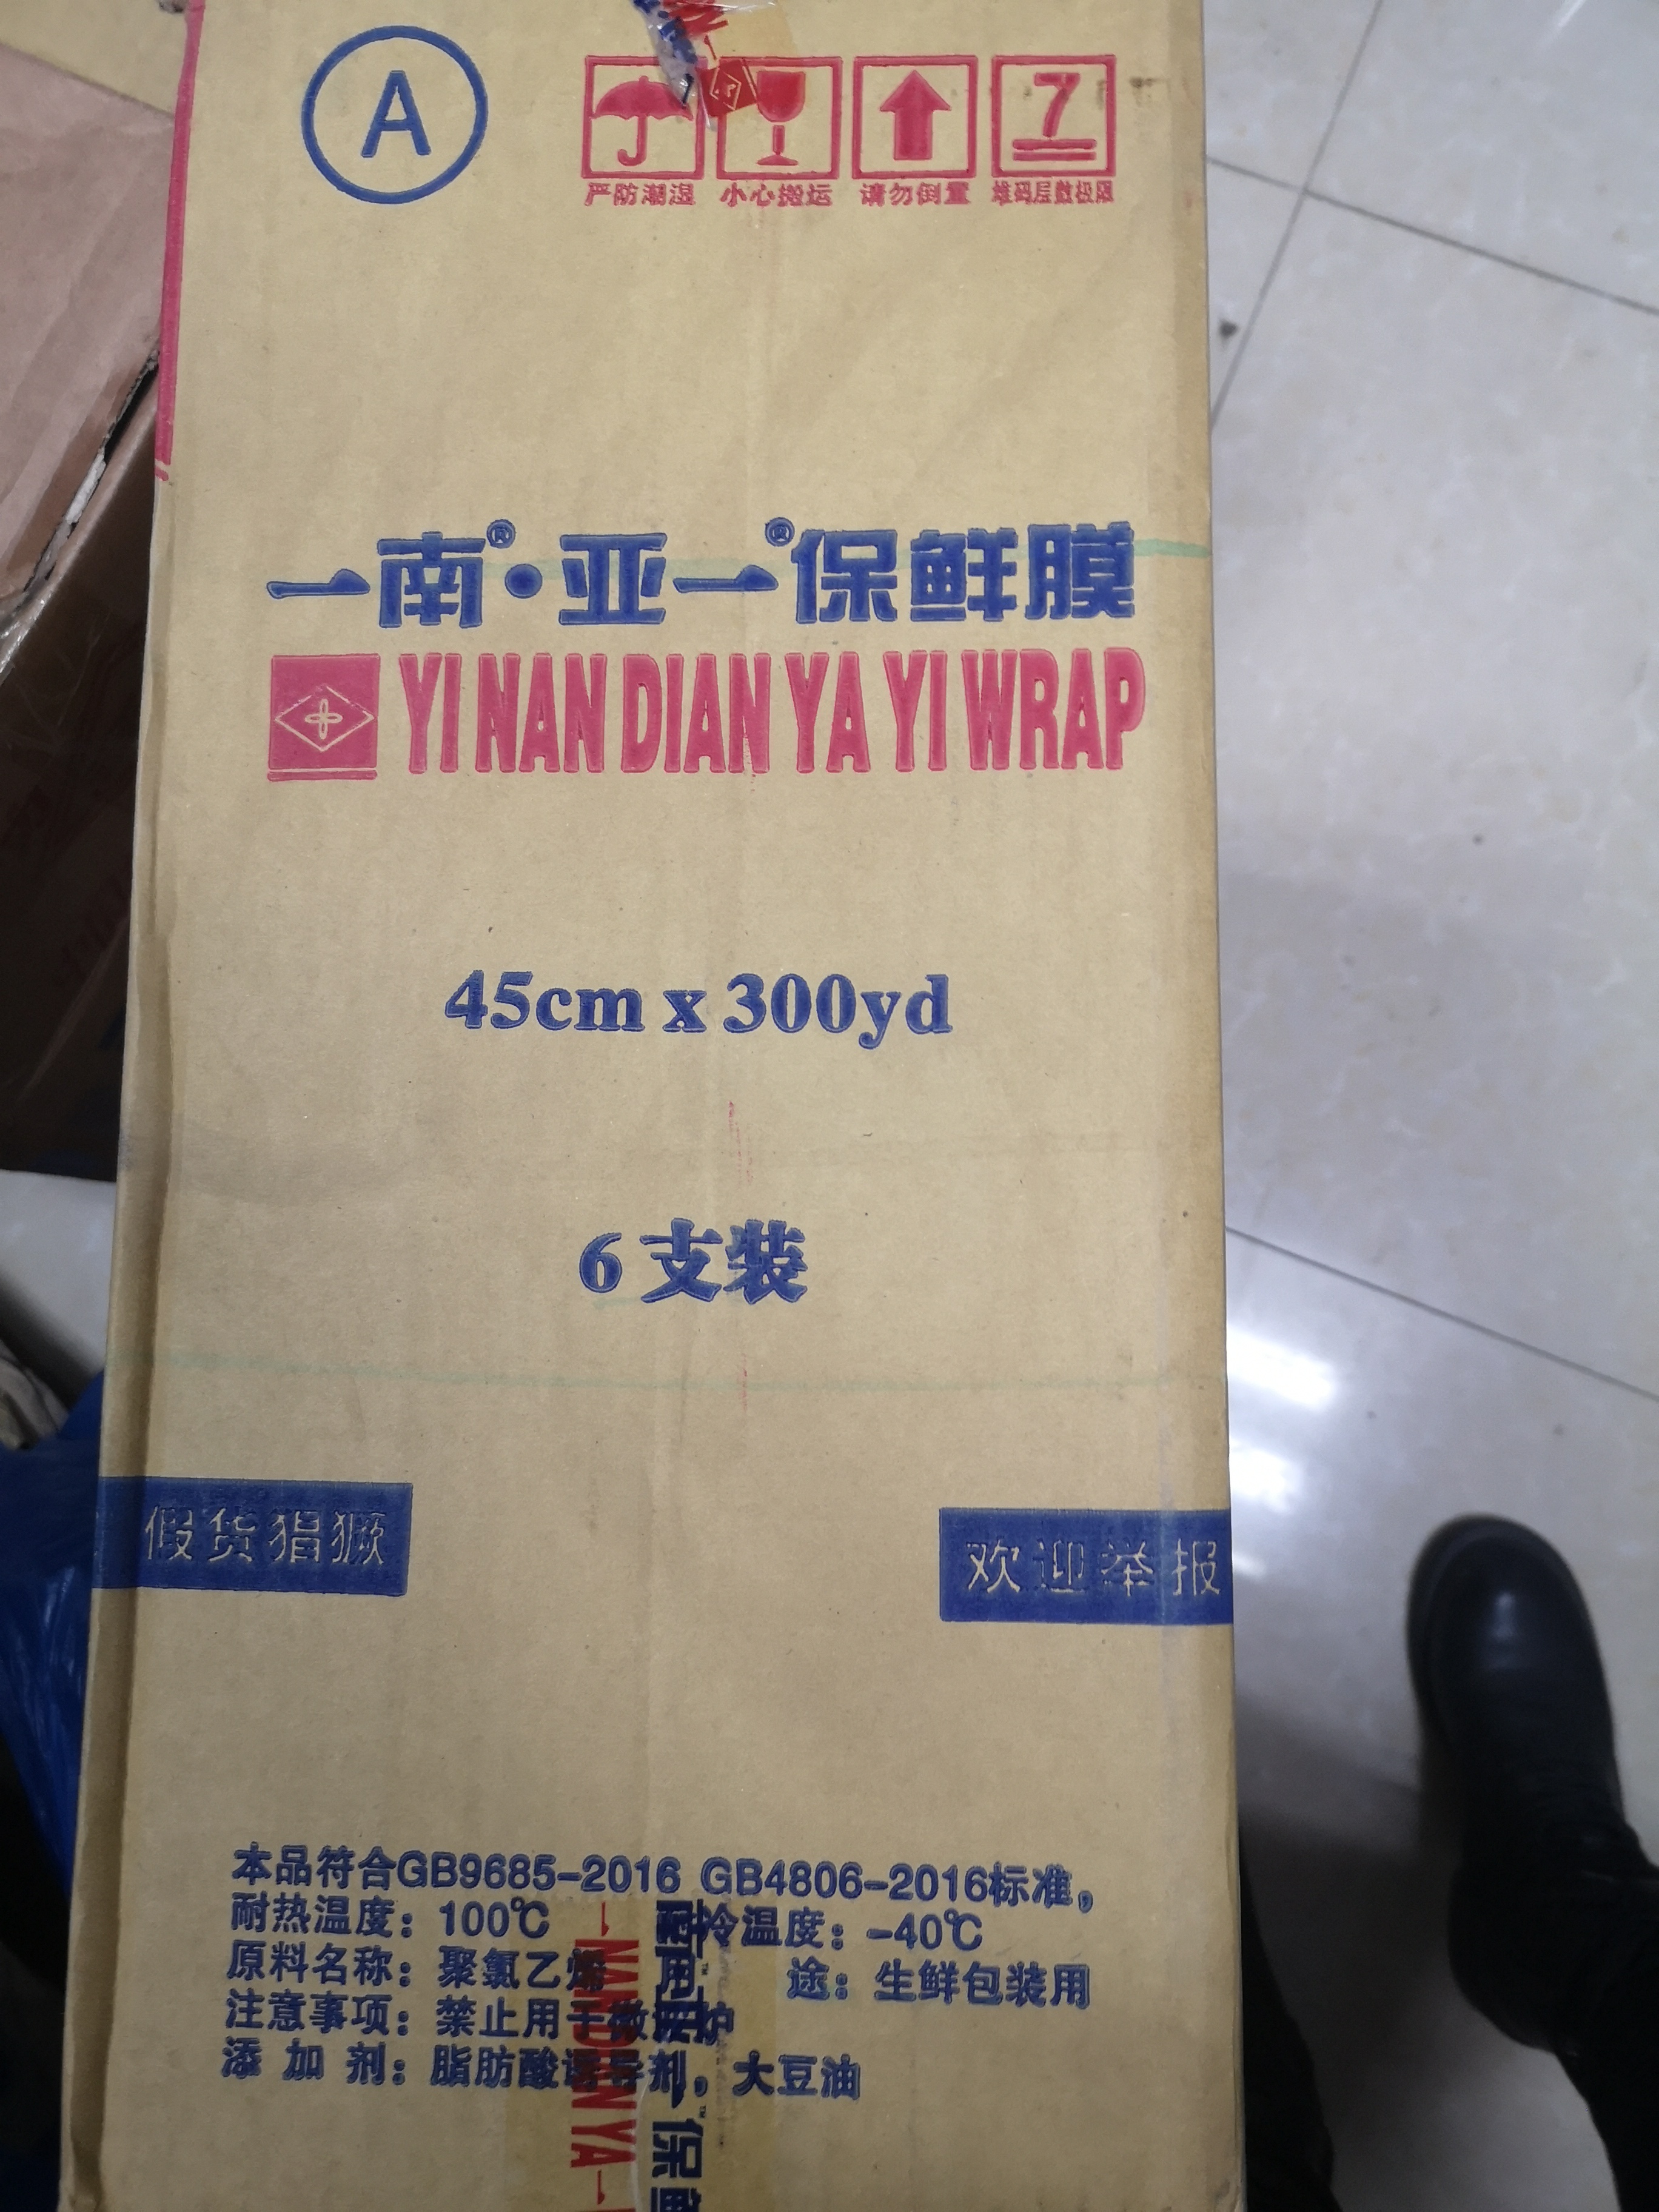 A
7
严防潮湿 小心搬运 请勿倒置 堆码层数极限
一南®·亚一®保鲜膜
YI NAN DIAN YA YI WRAP
45cm x 300yd
6 支装
假货猖獗 欢迎举报
本品符合GB9685-2016 GB4806-2016标准,
耐热温度: 100℃ 冷温度: -40℃
原料名称: 聚氯乙烯 途: 生鲜包装用
注意事项: 禁止用于微波炉
添 加 剂: 脂肪酸诱导剂, 大豆油